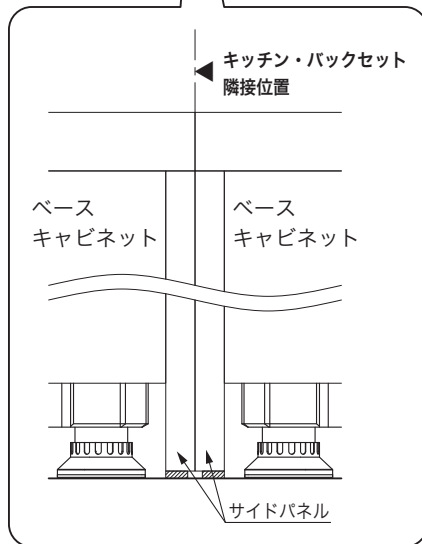 キッチン・バックセット
隣接位置
ベース
キャビネット
ベース
キャビネット
サイドパネル